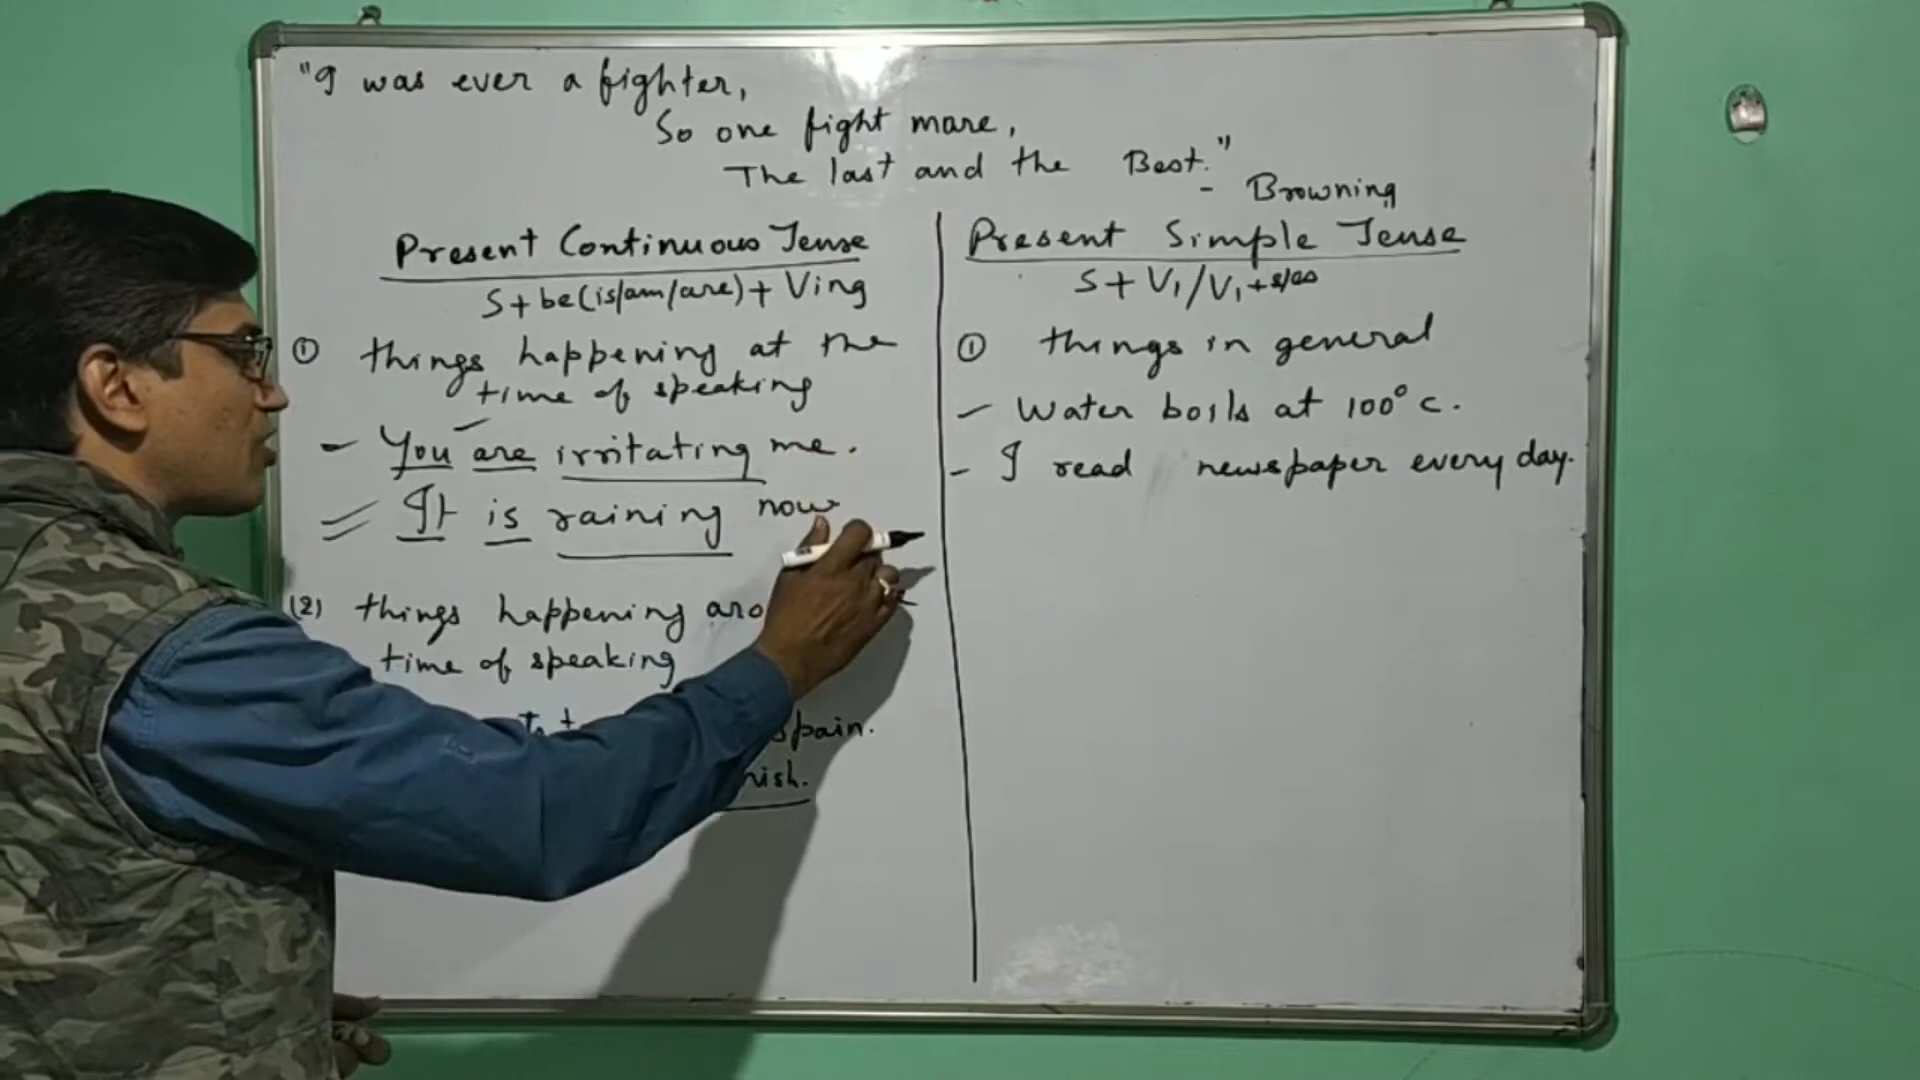 "I was ever a fighter,
So one fight more,
The last and the Best."
- Browning
Present Continuous Tense
S + be (is/am/are) + Ving
① things happening at the
time of speaking
- You are irritating me.
It is raining now
(2) things happening
time of speaking
Present Simple Tense
S + V₁/V₁ + s/es
① things in general
- Water boils at 100°c.
- I read newspaper every day.